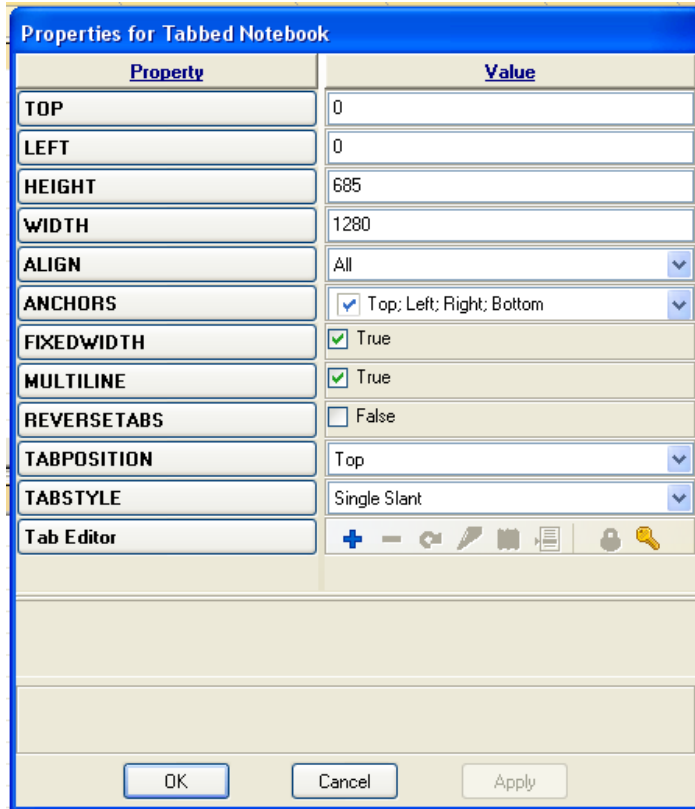 Properties for Tabbed Notebook
Property Value
TOP 0
LEFT 0
HEIGHT 685
WIDTH 1280
ALIGN All
ANCHORS Top; Left; Right; Bottom
FIXEDWIDTH True
MULTILINE True
REVERSETABS False
TABPOSITION Top
TABSTYLE Single Slant
Tab Editor
OK Cancel Apply